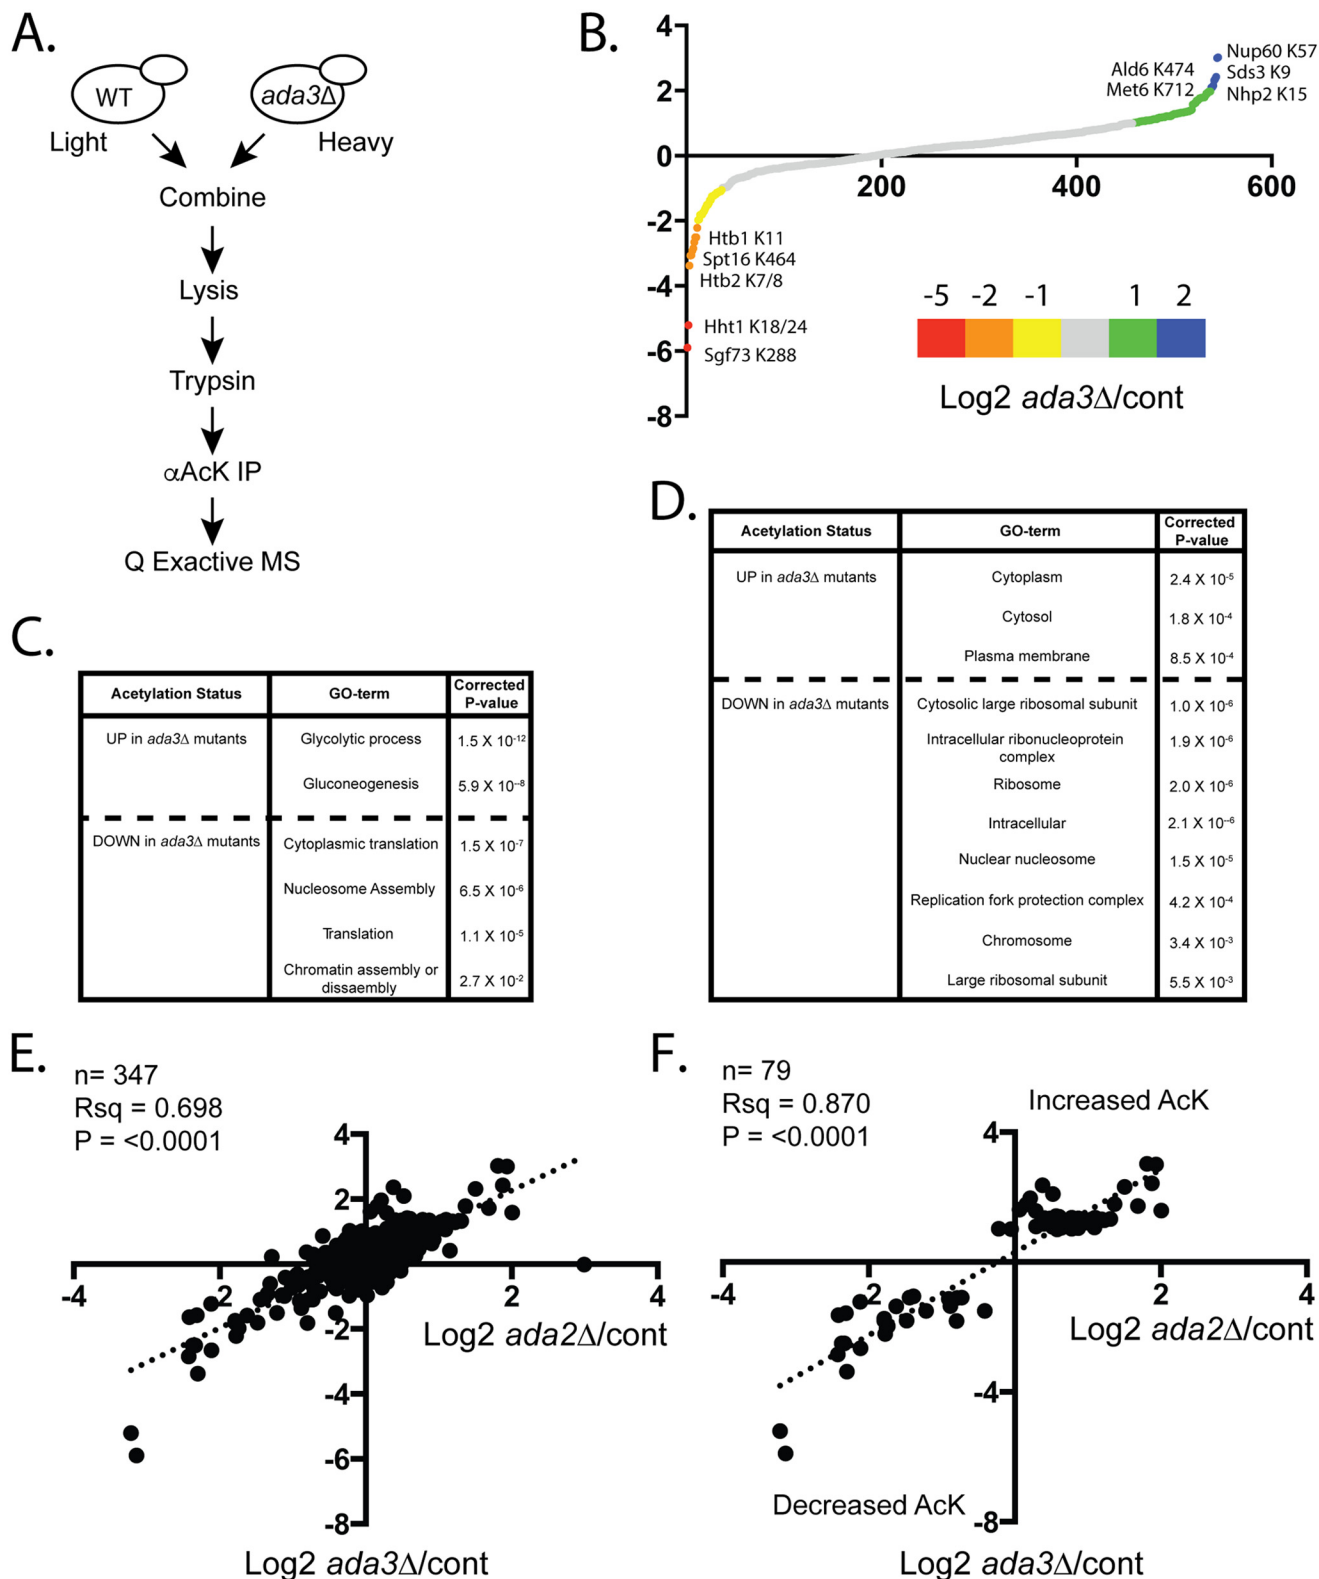 A.
WT
ada3Δ
Light
Heavy
Combine
Lysis
Trypsin
αAcK IP
Q Exactive MS
B.
4
2
0
-2
-4
-6
-8
200
400
600
Nup60 K57
Ald6 K474
Sds3 K9
Met6 K712
Nhp2 K15
Htb1 K11
Spt16 K464
Htb2 K7/8
Hht1 K18/24
Sgf73 K288
-5 -2 -1 1 2
Log2 ada3Δ/cont
C.
Acetylation Status GO-term Corrected P-value
UP in ada3Δ mutants Glycolytic process 1.5 X 10-12
Gluconeogenesis 5.9 X 10-8
DOWN in ada3Δ mutants Cytoplasmic translation 1.5 X 10-7
Nucleosome Assembly 6.5 X 10-6
Translation 1.1 X 10-5
Chromatin assembly or
dissaembly 2.7 X 10-2
D.
Acetylation Status GO-term Corrected P-value
UP in ada3Δ mutants Cytoplasm 2.4 X 10-5
Cytosol 1.8 X 10-4
Plasma membrane 8.5 X 10-4
DOWN in ada3Δ mutants Cytosolic large ribosomal subunit 1.0 X 10-6
Intracellular ribonucleoprotein
complex 1.9 X 10-6
Ribosome 2.0 X 10-6
Intracellular 2.1 X 10-6
Nuclear nucleosome 1.5 X 10-5
Replication fork protection complex 4.2 X 10-4
Chromosome 3.4 X 10-3
Large ribosomal subunit 5.5 X 10-3
E.
n= 347
Rsq = 0.698
P = <0.0001
4
2
-4
-2
2
4
-2
-4
-6
-8
Log2 ada2Δ/cont
Log2 ada3Δ/cont
F.
n= 79
Rsq = 0.870
P = <0.0001
Increased AcK
4
-4
-2
2
4
-4
-8
Log2 ada2Δ/cont
Decreased AcK
Log2 ada3Δ/cont